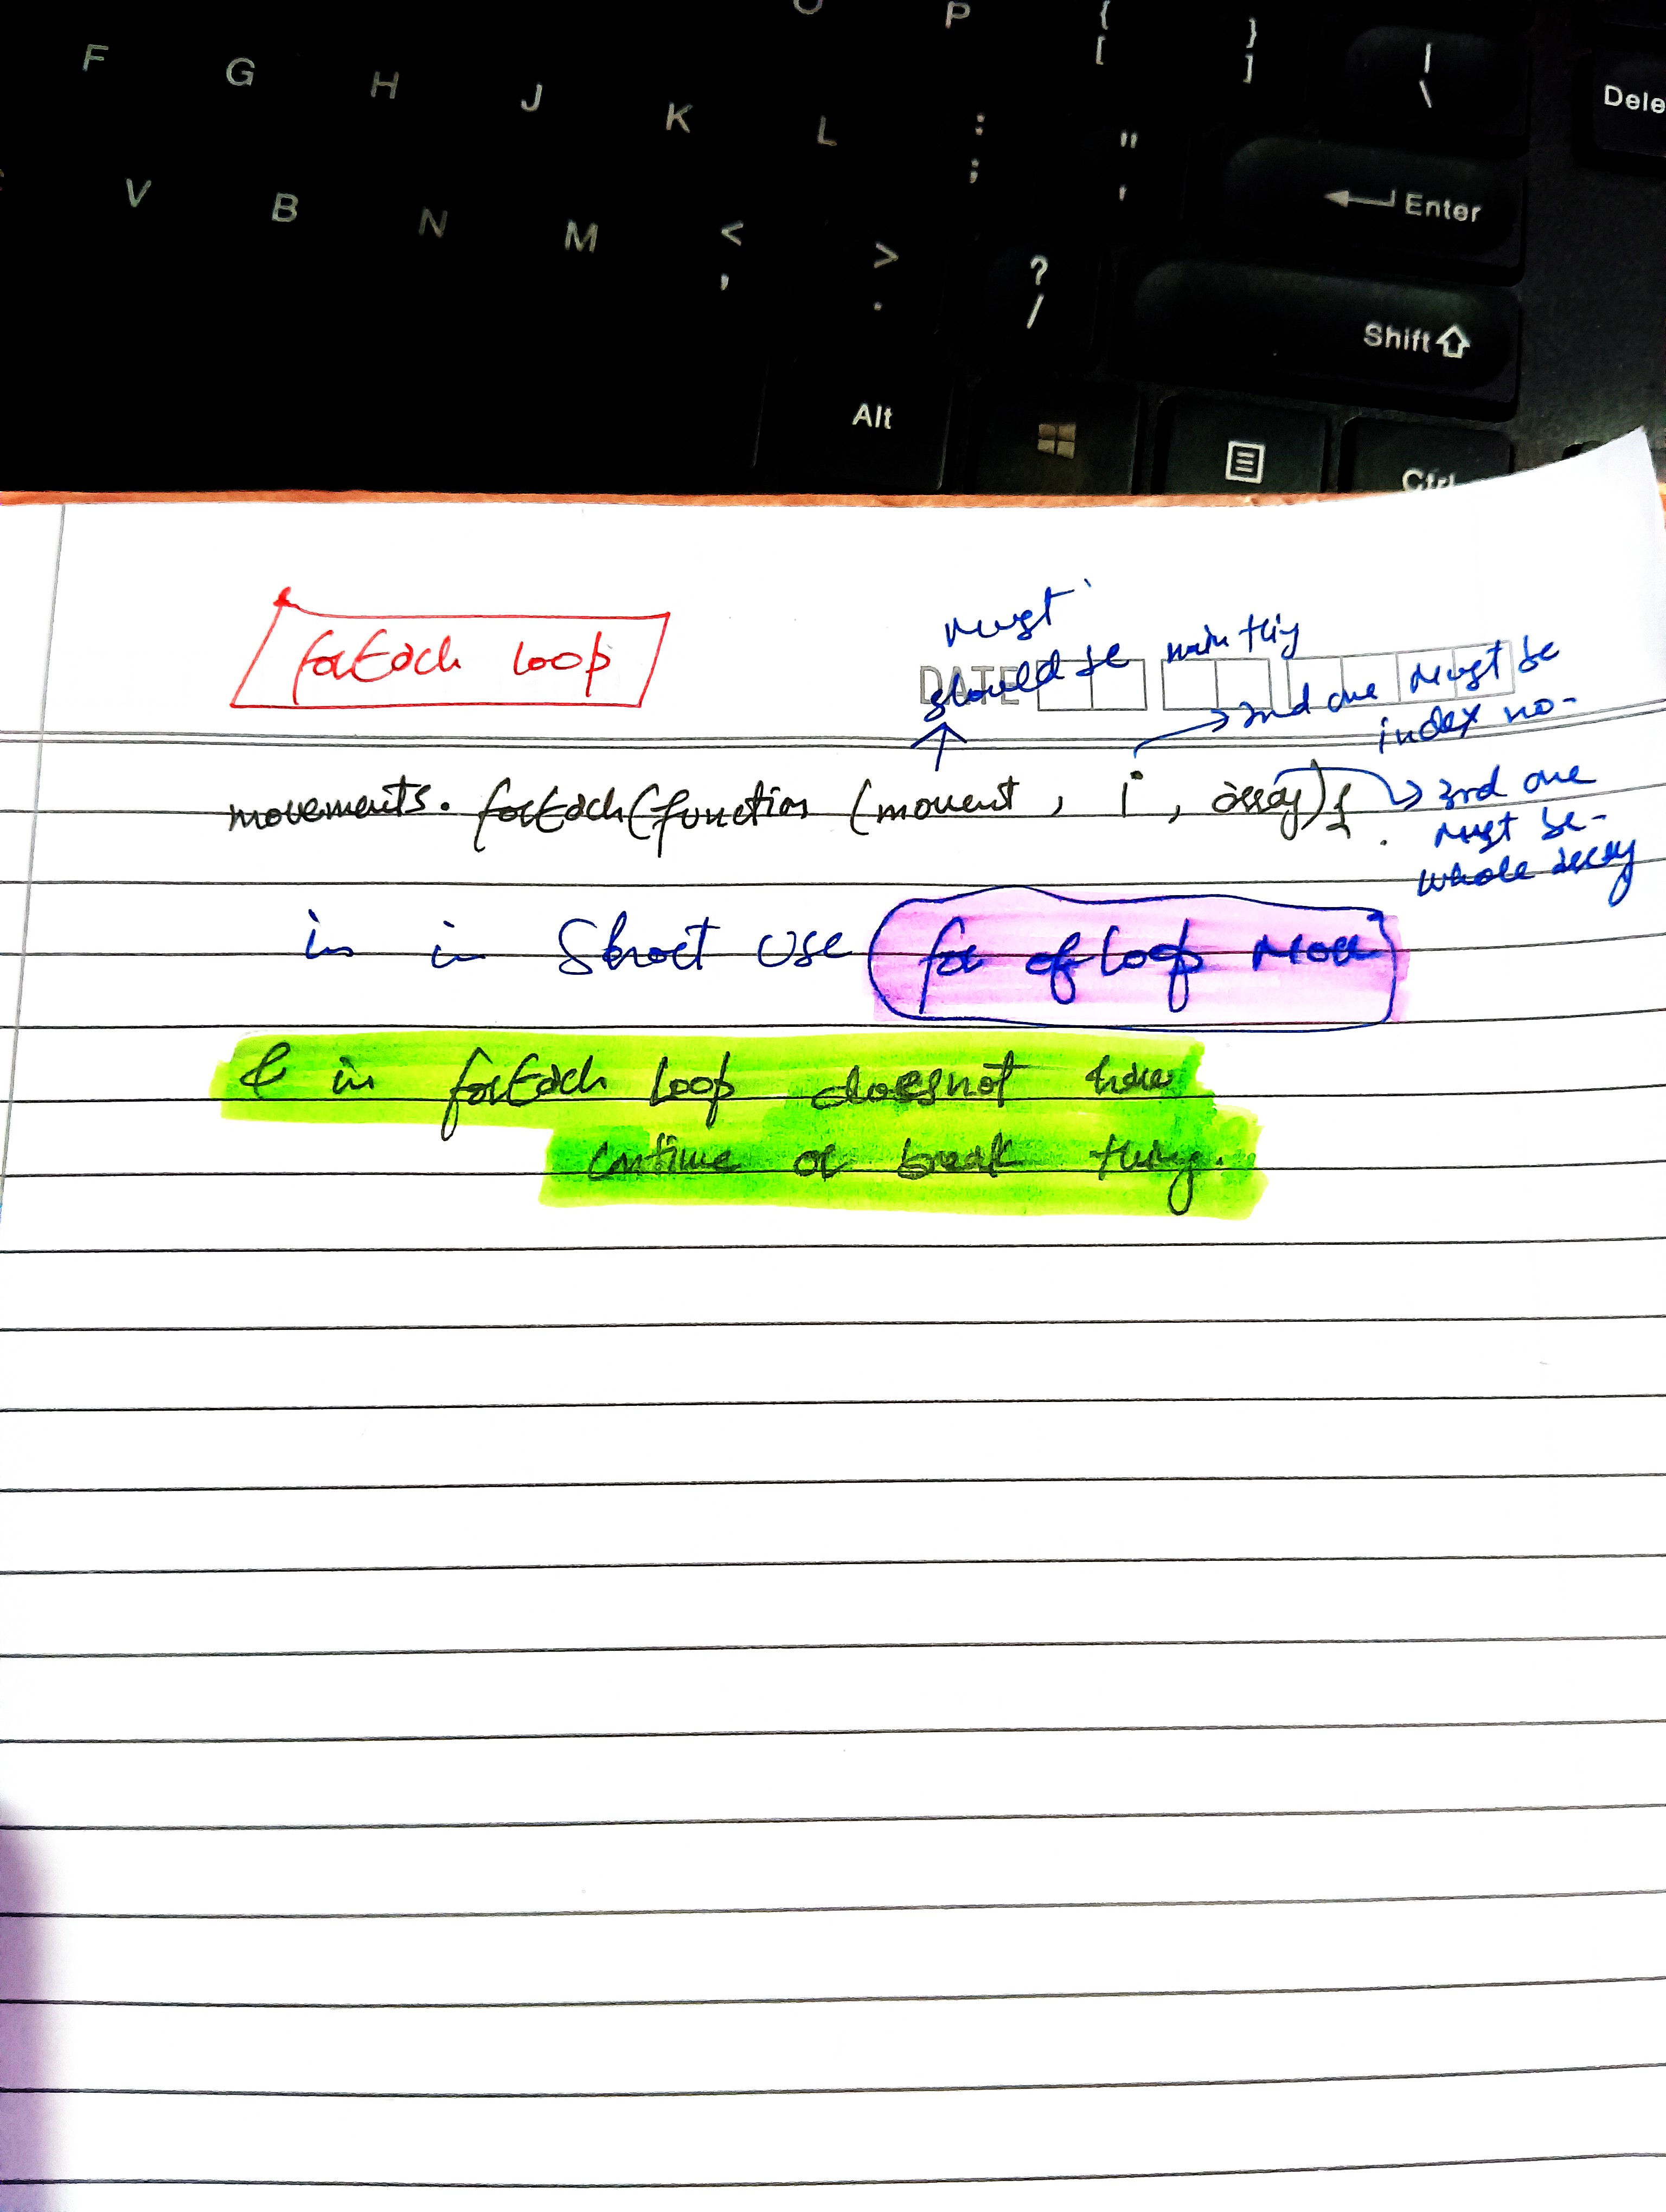 O P { [ } ] | \
F G H J K L : ; " ' Dele
V B N M < , > . ? / Enter
Shift
Alt Ctrl
forEach loop
DATE
must
should be main thig
2nd one must be
index no-
movements. forEach(function (movent , i , array){
3rd one
must be-
whole array
in in Short use for of loop More
& in forEach loop doesnot have
continue or break thing.